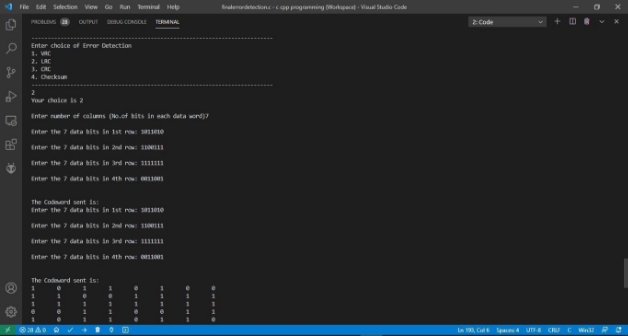 File Edit Selection View Go Run Terminal Help
finalerrordetection.c - c cpp programming (Workspace) - Visual Studio Code
PROBLEMS 28 OUTPUT DEBUG CONSOLE TERMINAL
2: Code
--------------------------------------------------------------------------
Enter choice of Error Detection
1. VRC
2. LRC
3. CRC
4. Checksum
--------------------------------------------------------------------------
2
Your choice is 2
Enter number of columns (No.of bits in each data word)7
Enter the 7 data bits in 1st row: 1011010
Enter the 7 data bits in 2nd row: 1100111
Enter the 7 data bits in 3rd row: 1111111
Enter the 7 data bits in 4th row: 0011001
The Codeword sent is:
Enter the 7 data bits in 1st row: 1011010
Enter the 7 data bits in 2nd row: 1100111
Enter the 7 data bits in 3rd row: 1111111
Enter the 7 data bits in 4th row: 0011001
The Codeword sent is:
1 0 1 1 0 1 0 0
1 1 0 0 1 1 1 1
1 1 1 1 1 1 1 1
0 0 1 1 0 0 1 1
1 0 1 1 0 1 1 0
28 0
Ln 193, Col 6 Spaces: 4 UTF-8 CRLF C Win32